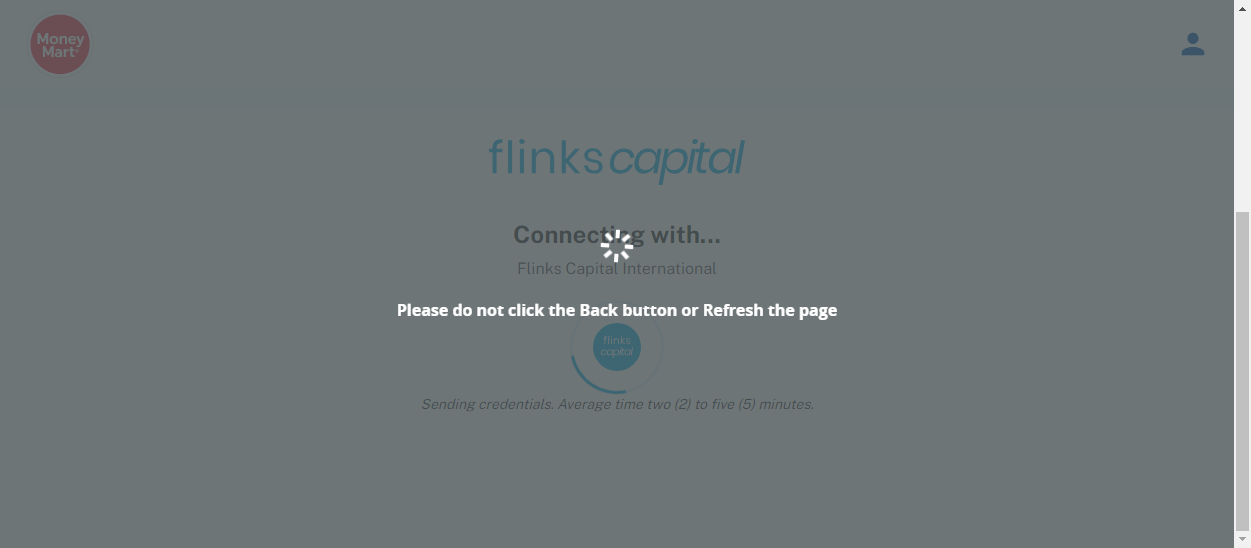 Money
Mart
flinks capital
Connecting with...
Flinks Capital International
Please do not click the Back button or Refresh the page
flinks
capital
Sending credentials. Average time two (2) to five (5) minutes.